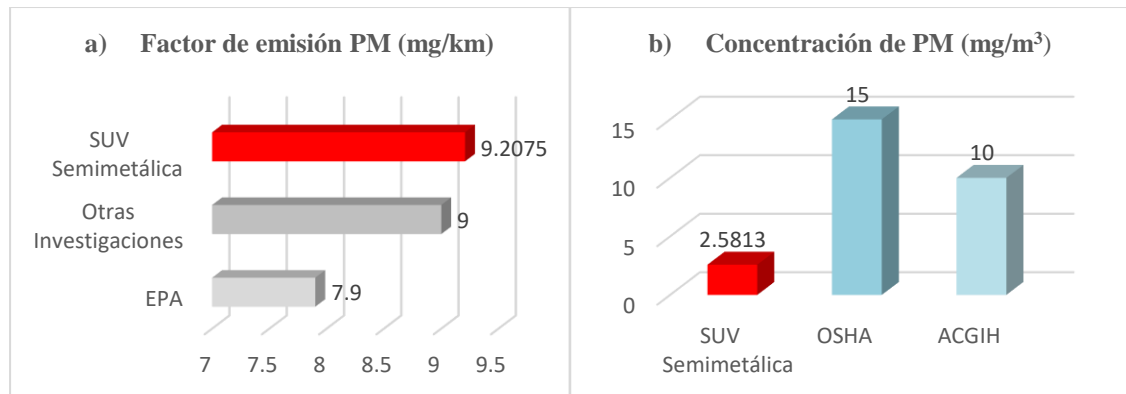 a) Factor de emisión PM (mg/km)
SUV
Semimetálica
9.2075
Otras
Investigaciones
9
EPA
7.9
7 7.5 8 8.5 9 9.5
b) Concentración de PM (mg/m³)
15
10
5
0
2.5813
15
10
SUV
Semimetálica
OSHA
ACGIH